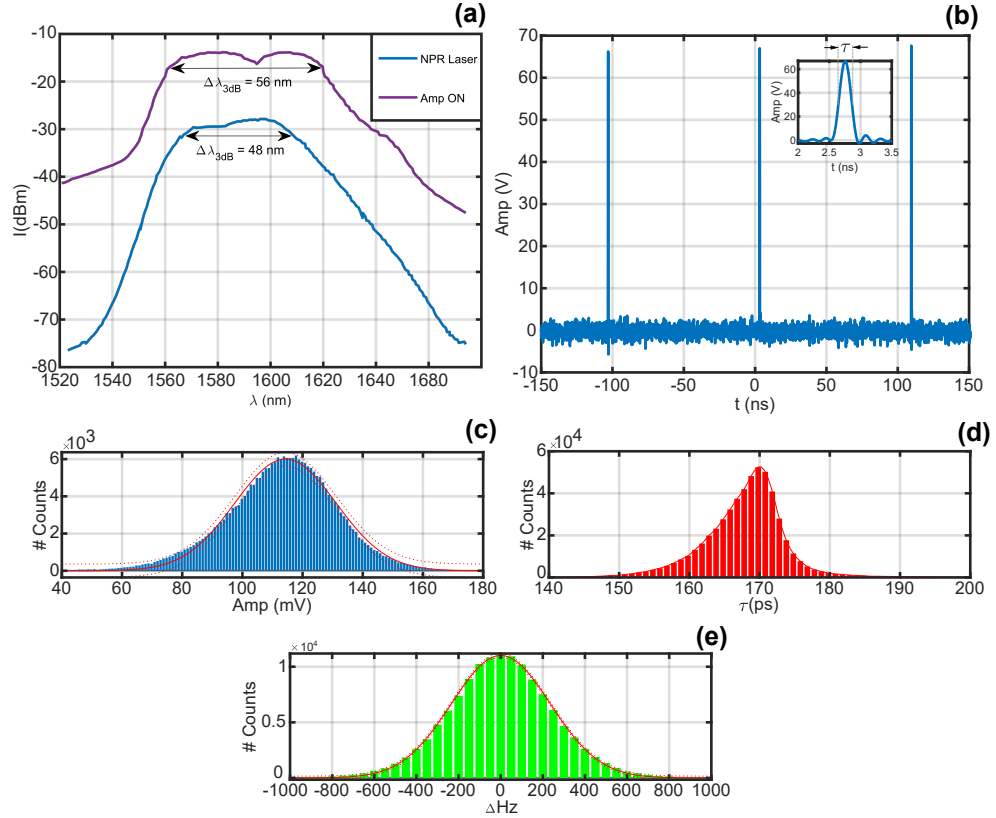 (a)
-10
-20
-30
-40
-50
-60
-70
-80
I(dBm)
NPR Laser
Amp ON
Δλ3dB = 56 nm
Δλ3dB = 48 nm
1520 1540 1560 1580 1600 1620 1640 1680
λ (nm)
(b)
70
60
50
40
30
20
10
0
-10
Amp (V)
τ
60
40
20
0
Amp (V)
2 2.5 3 3.5
t (ns)
-150 -100 -50 0 50 100 150
t (ns)
(c)
×10³
6
4
2
0
# Counts
40 60 80 100 120 140 160 180
Amp (mV)
(d)
×10⁴
6
4
2
0
# Counts
140 150 160 170 180 190 200
τ(ps)
(e)
×10⁴
1
0.5
0
# Counts
-1000 -800 -600 -400 -200 0 200 400 600 800 1000
ΔHz